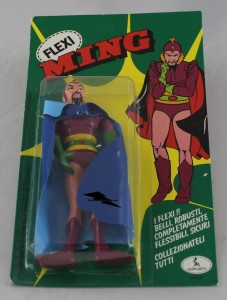 FLEXI
MING
I FLEXI !!
BELLI, ROBUSTI,
COMPLETAMENTE
FLESSIBILI, SICURI
COLLEZIONATELI
TUTTI